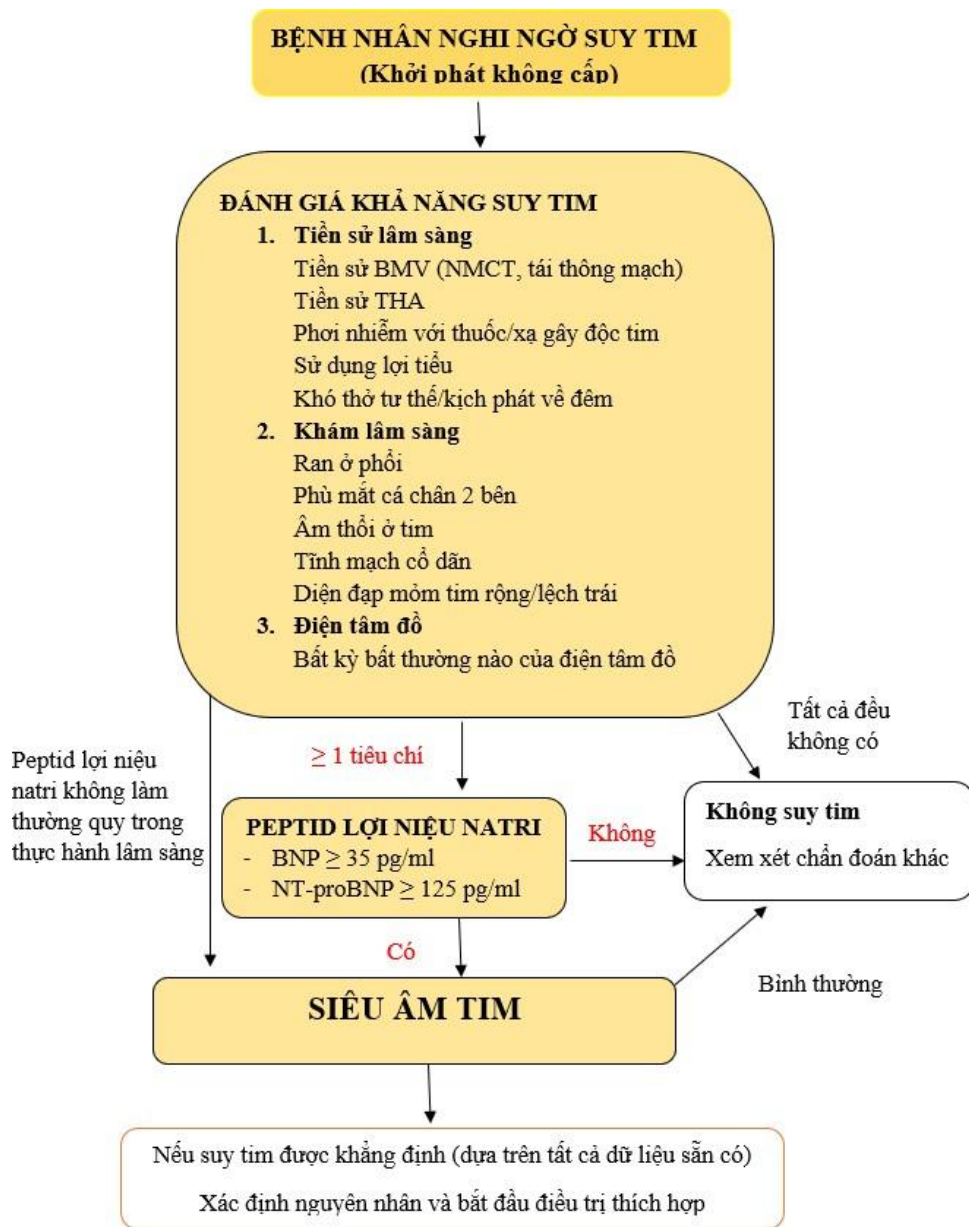 BỆNH NHÂN NGHI NGỜ SUY TIM
(Khởi phát không cấp)
ĐÁNH GIÁ KHẢ NĂNG SUY TIM
1. Tiền sử lâm sàng
Tiền sử BMV (NMCT, tái thông mạch)
Tiền sử THA
Phơi nhiễm với thuốc/xạ gây độc tim
Sử dụng lợi tiểu
Khó thở tư thế/kịch phát về đêm
2. Khám lâm sàng
Ran ở phổi
Phù mắt cá chân 2 bên
Âm thổi ở tim
Tĩnh mạch cổ dãn
Diện đạp mỏm tim rộng/lệch trái
3. Điện tâm đồ
Bất kỳ bất thường nào của điện tâm đồ
Peptid lợi niệu
natri không làm
thường quy trong
thực hành lâm sàng
≥ 1 tiêu chí
Tất cả đều
không có
PEPTID LỢI NIỆU NATRI
- BNP ≥ 35 pg/ml
- NT-proBNP ≥ 125 pg/ml
Không
Không suy tim
Xem xét chẩn đoán khác
Có
Bình thường
SIÊU ÂM TIM
Nếu suy tim được khẳng định (dựa trên tất cả dữ liệu sẵn có)
Xác định nguyên nhân và bắt đầu điều trị thích hợp